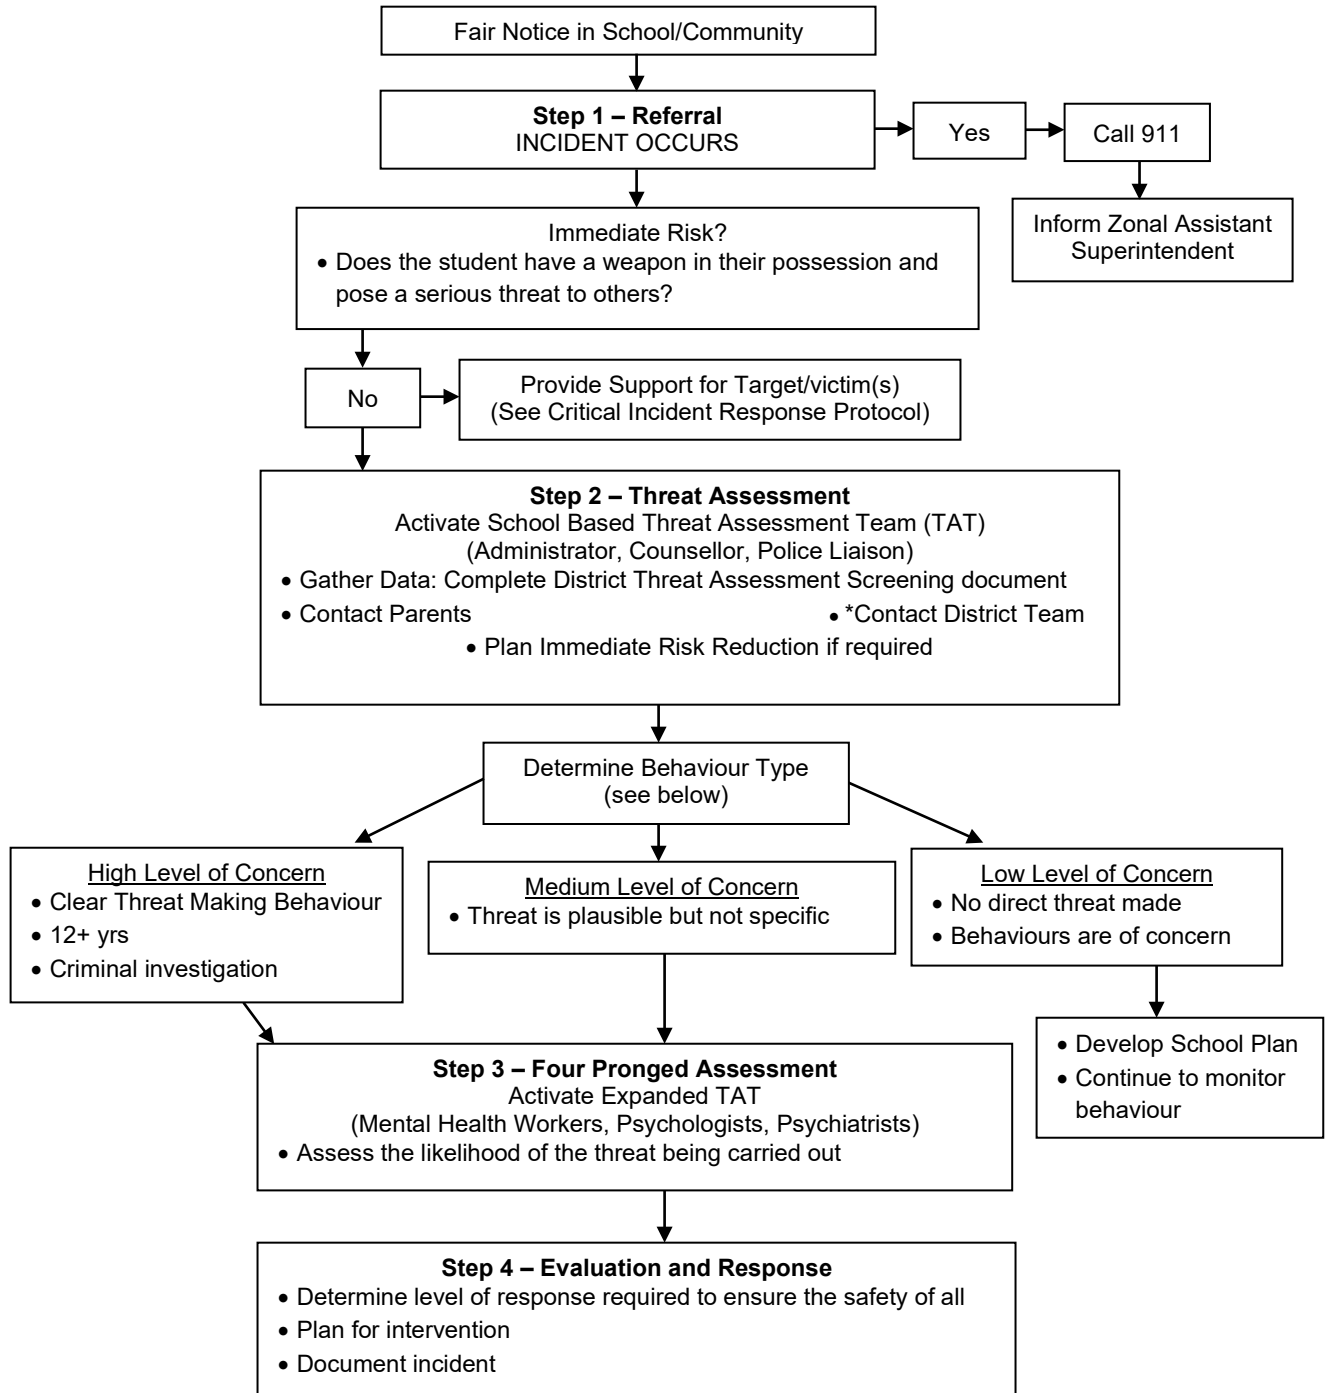 Fair Notice in School/Community
Step 1 – Referral
INCIDENT OCCURS
Yes
Call 911
Inform Zonal Assistant
Superintendent
Immediate Risk?
• Does the student have a weapon in their possession and
pose a serious threat to others?
No
Provide Support for Target/victim(s)
(See Critical Incident Response Protocol)
Step 2 – Threat Assessment
Activate School Based Threat Assessment Team (TAT)
(Administrator, Counsellor, Police Liaison)
• Gather Data: Complete District Threat Assessment Screening document
• Contact Parents
• *Contact District Team
• Plan Immediate Risk Reduction if required
Determine Behaviour Type
(see below)
High Level of Concern
• Clear Threat Making Behaviour
• 12+ yrs
• Criminal investigation
Medium Level of Concern
• Threat is plausible but not specific
Low Level of Concern
• No direct threat made
• Behaviours are of concern
• Develop School Plan
• Continue to monitor
behaviour
Step 3 – Four Pronged Assessment
Activate Expanded TAT
(Mental Health Workers, Psychologists, Psychiatrists)
• Assess the likelihood of the threat being carried out
Step 4 – Evaluation and Response
• Determine level of response required to ensure the safety of all
• Plan for intervention
• Document incident